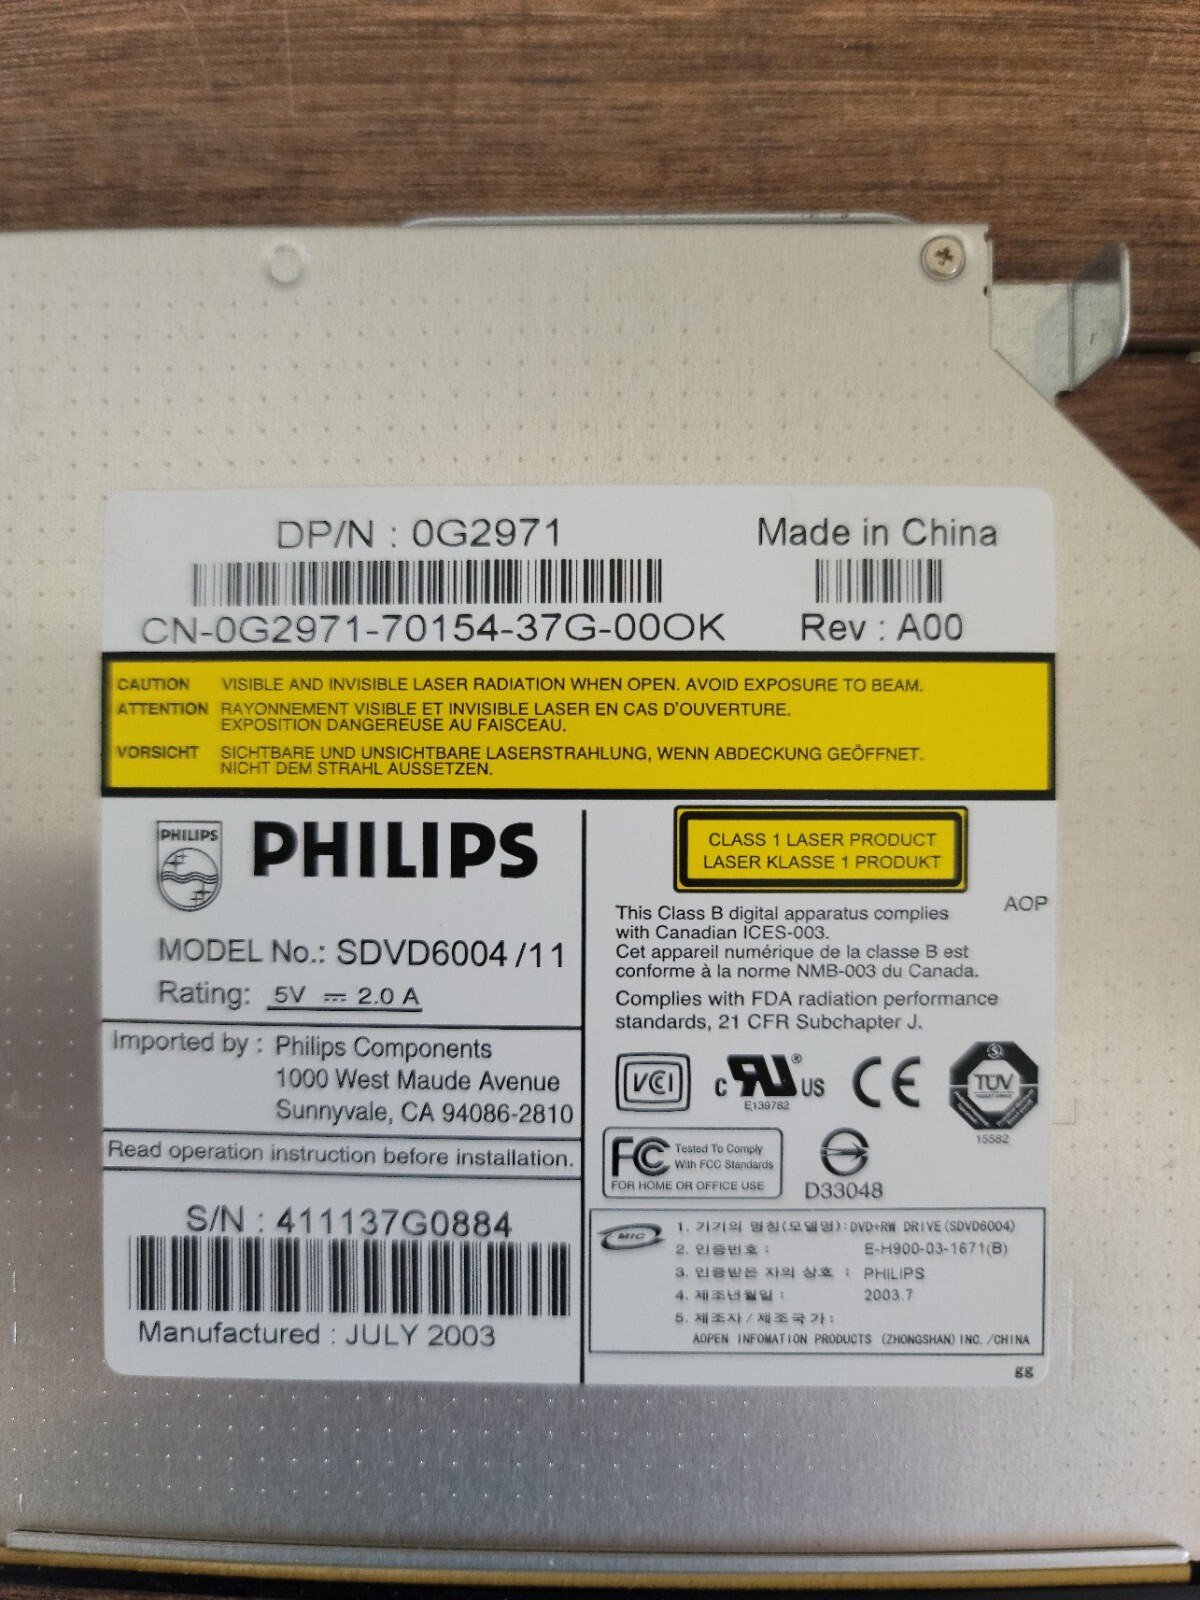 DP/N : 0G2971
Made in China
CN-0G2971-70154-37G-00OK
Rev : A00
CAUTION VISIBLE AND INVISIBLE LASER RADIATION WHEN OPEN. AVOID EXPOSURE TO BEAM.
ATTENTION RAYONNEMENT VISIBLE ET INVISIBLE LASER EN CAS D'OUVERTURE.
EXPOSITION DANGEREUSE AU FAISCEAU.
VORSICHT SICHTBARE UND UNSICHTBARE LASERSTRAHLUNG, WENN ABDECKUNG GEÖFFNET.
NICHT DEM STRAHL AUSSETZEN.
PHILIPS
PHILIPS
MODEL No.: SDVD6004 /11
Rating: 5V ⎓ 2.0 A
Imported by : Philips Components
1000 West Maude Avenue
Sunnyvale, CA 94086-2810
Read operation instruction before installation.
S/N : 411137G0884
Manufactured : JULY 2003
CLASS 1 LASER PRODUCT
LASER KLASSE 1 PRODUKT
AOP
This Class B digital apparatus complies
with Canadian ICES-003.
Cet appareil numérique de la classe B est
conforme à la norme NMB-003 du Canada.
Complies with FDA radiation performance
standards, 21 CFR Subchapter J.
VCI
c RU ® US
E139762
CE
TÜV
15582
FC Tested To Comply
With FCC Standards
FOR HOME OR OFFICE USE
D33048
MIC
1. 기기의 명칭(모델명):DVD+RW DRIVE(SDVD6004)
2. 인증번호 : E-H900-03-1671(B)
3. 인증받은 자의 상호 : PHILIPS
4. 제조년월일 : 2003.7
5. 제조자/제조국가:
AOPEN INFOMATION PRODUCTS (ZHONGSHAN) INC. /CHINA
gg